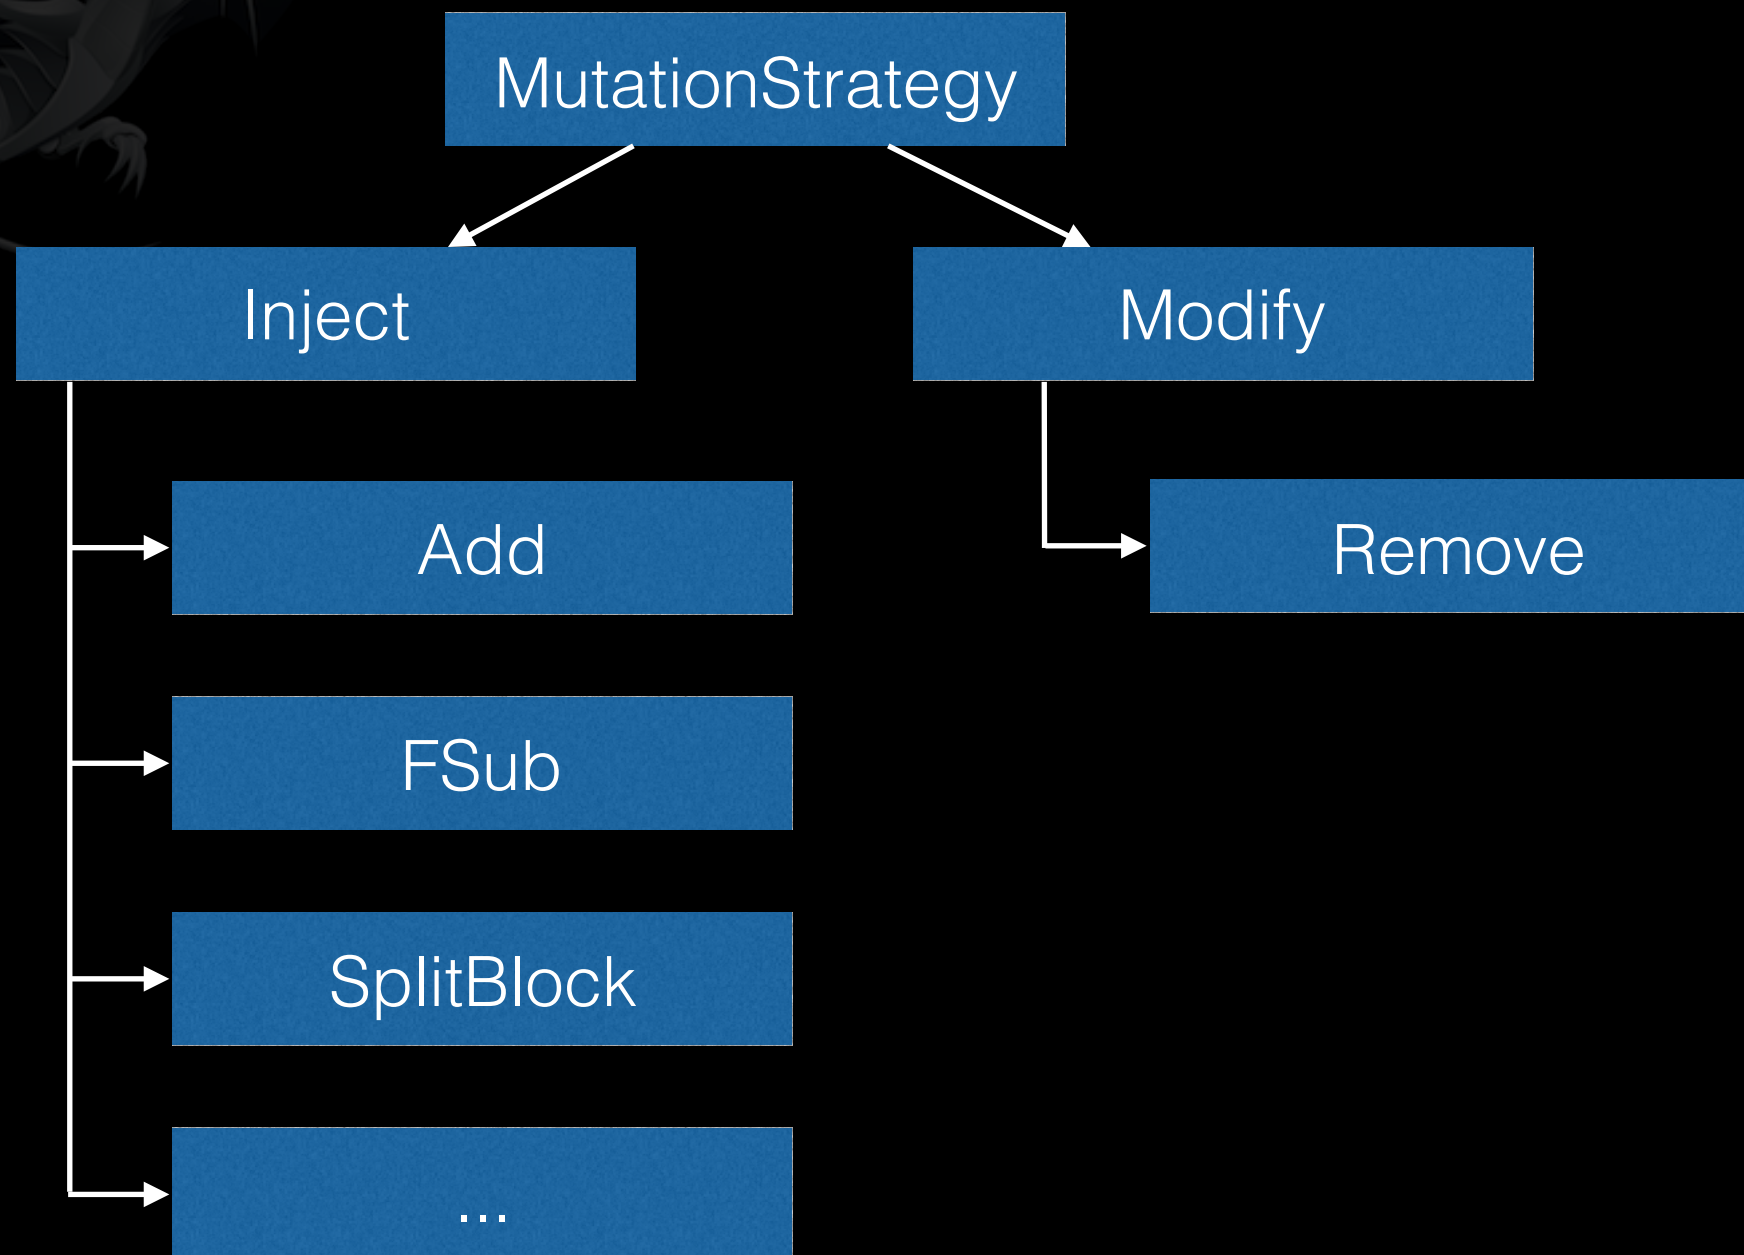 MutationStrategy
Inject
Modify
Add
Remove
FSub
SplitBlock
...